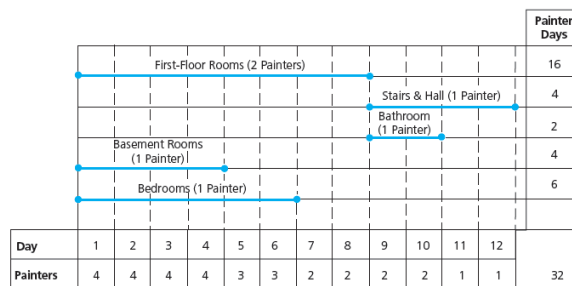 Painter
Days
First-Floor Rooms (2 Painters)
16
Stairs & Hall (1 Painter)
4
Bathroom
(1 Painter)
2
Basement Rooms
(1 Painter)
4
Bedrooms (1 Painter)
6
Day 1 2 3 4 5 6 7 8 9 10 11 12
Painters 4 4 4 4 3 3 2 2 2 2 1 1 32